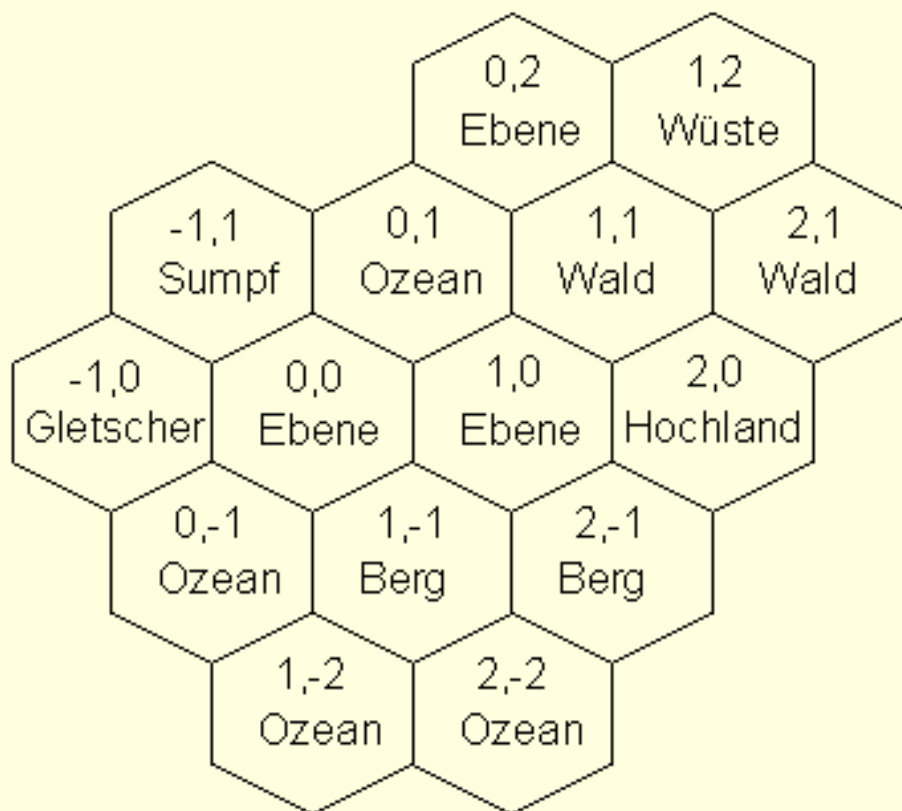 0,2 1,2
Ebene Wüste
-1,1 0,1 1,1 2,1
Sumpf Ozean Wald Wald
-1,0 0,0 1,0 2,0
Gletscher Ebene Ebene Hochland
0,-1 1,-1 2,-1
Ozean Berg Berg
1,-2 2,-2
Ozean Ozean